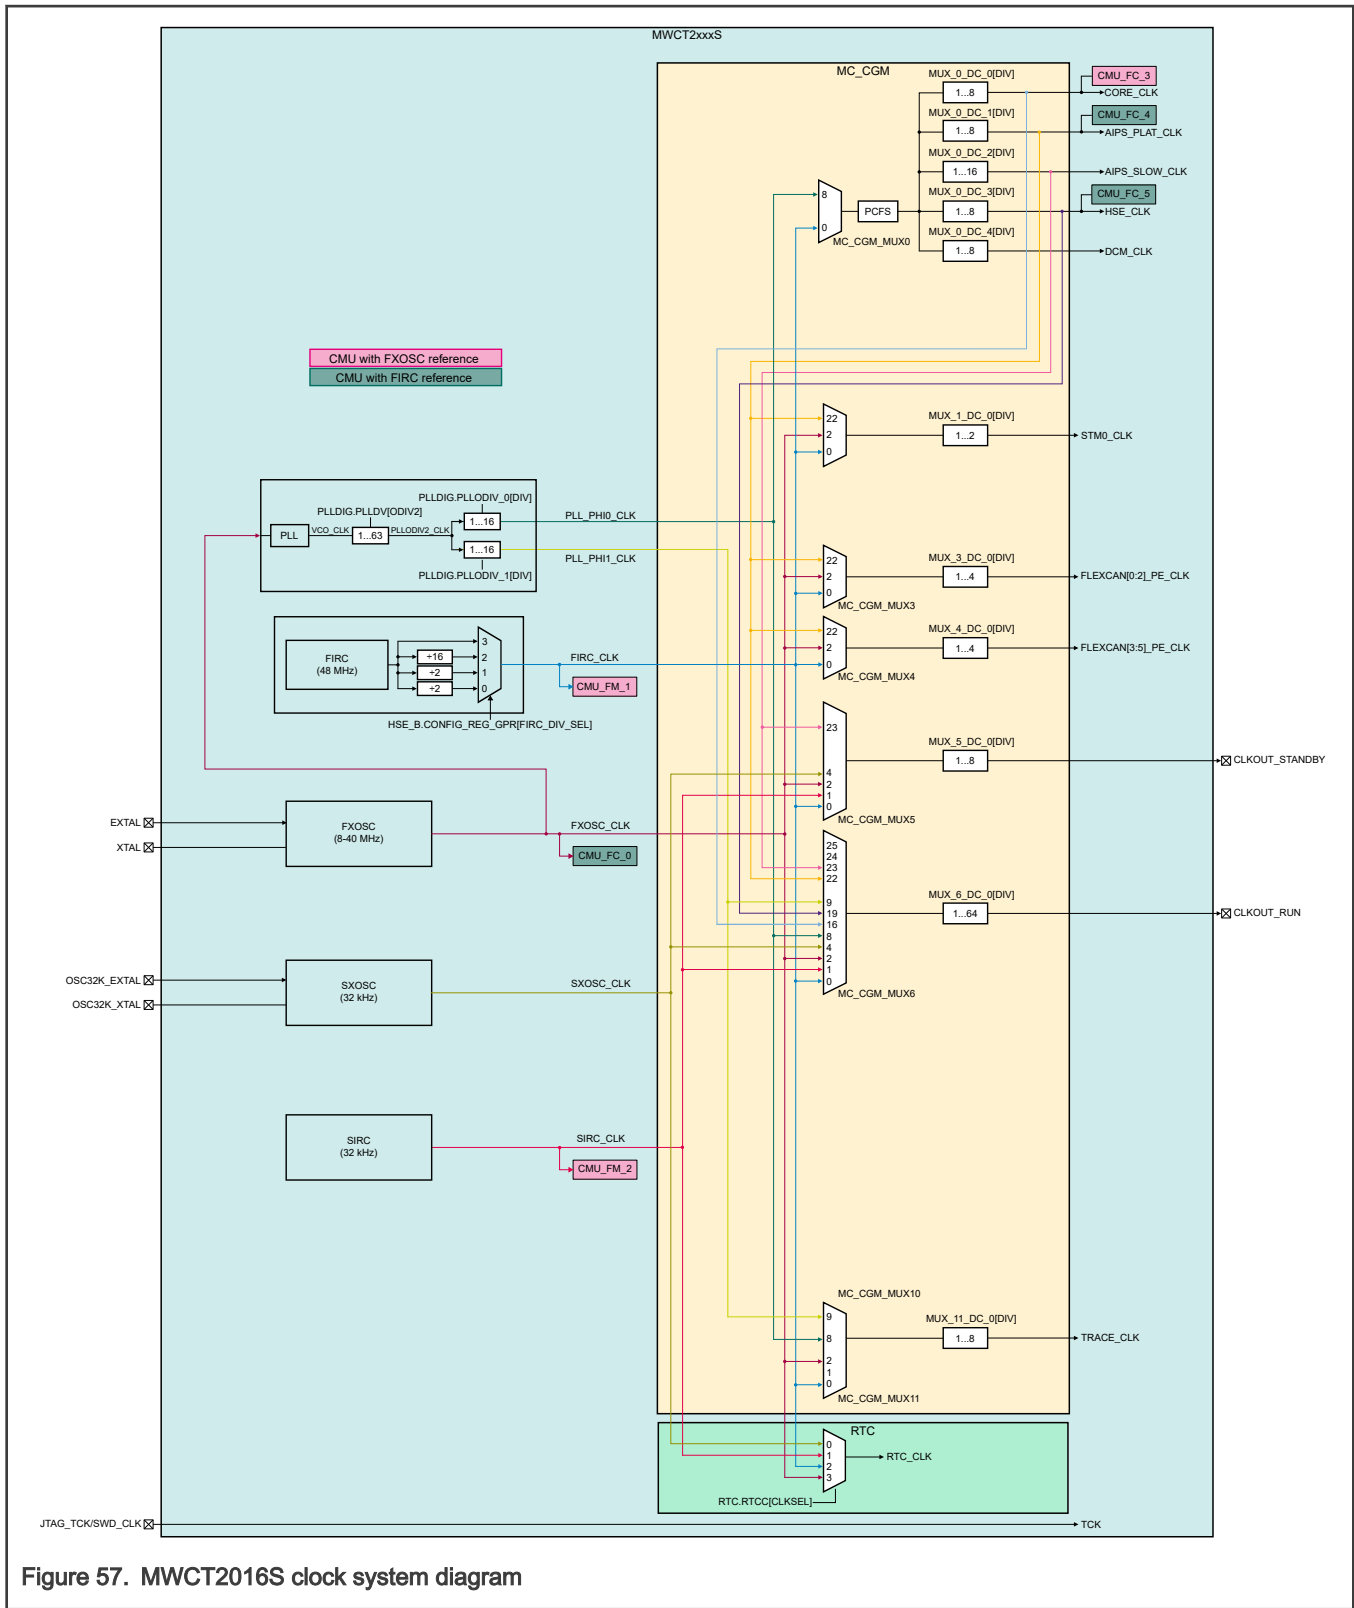 MWCT2xxxS
MC_CGM
MUX_0_DC_0[DIV]
1...8
CMU_FC_3
CORE_CLK
MUX_0_DC_1[DIV]
1...8
CMU_FC_4
AIPS_PLAT_CLK
MUX_0_DC_2[DIV]
1...16
AIPS_SLOW_CLK
MUX_0_DC_3[DIV]
1...8
CMU_FC_5
HSE_CLK
MUX_0_DC_4[DIV]
1...8
DCM_CLK
8
0
PCFS
MC_CGM_MUX0
CMU with FXOSC reference
CMU with FIRC reference
22
2
0
MUX_1_DC_0[DIV]
1...2
STM0_CLK
PLLDIG.PLLODIV_0[DIV]
PLLDIG.PLLDV[ODIV2]
PLL
VCO_CLK
1...63
PLLODIV2_CLK
1...16
1...16
PLLDIG.PLLODIV_1[DIV]
PLL_PHI0_CLK
PLL_PHI1_CLK
22
2
0
MC_CGM_MUX3
MUX_3_DC_0[DIV]
1...4
FLEXCAN[0:2]_PE_CLK
22
2
0
MC_CGM_MUX4
MUX_4_DC_0[DIV]
1...4
FLEXCAN[3:5]_PE_CLK
FIRC
(48 MHz)
÷16
÷2
÷2
3
2
1
0
FIRC_CLK
CMU_FM_1
HSE_B.CONFIG_REG_GPR[FIRC_DIV_SEL]
23
4
2
1
0
MC_CGM_MUX5
MUX_5_DC_0[DIV]
1...8
CLKOUT_STANDBY
EXTAL
XTAL
FXOSC
(8-40 MHz)
FXOSC_CLK
CMU_FC_0
25
24
23
22
9
19
16
8
4
2
1
0
MC_CGM_MUX6
MUX_6_DC_0[DIV]
1...64
CLKOUT_RUN
OSC32K_EXTAL
OSC32K_XTAL
SXOSC
(32 kHz)
SXOSC_CLK
SIRC
(32 kHz)
SIRC_CLK
CMU_FM_2
MC_CGM_MUX10
9
8
2
1
0
MC_CGM_MUX11
MUX_11_DC_0[DIV]
1...8
TRACE_CLK
RTC
0
1
2
3
RTC_CLK
RTC.RTCC[CLKSEL]
JTAG_TCK/SWD_CLK
TCK
Figure 57. MWCT2016S clock system diagram